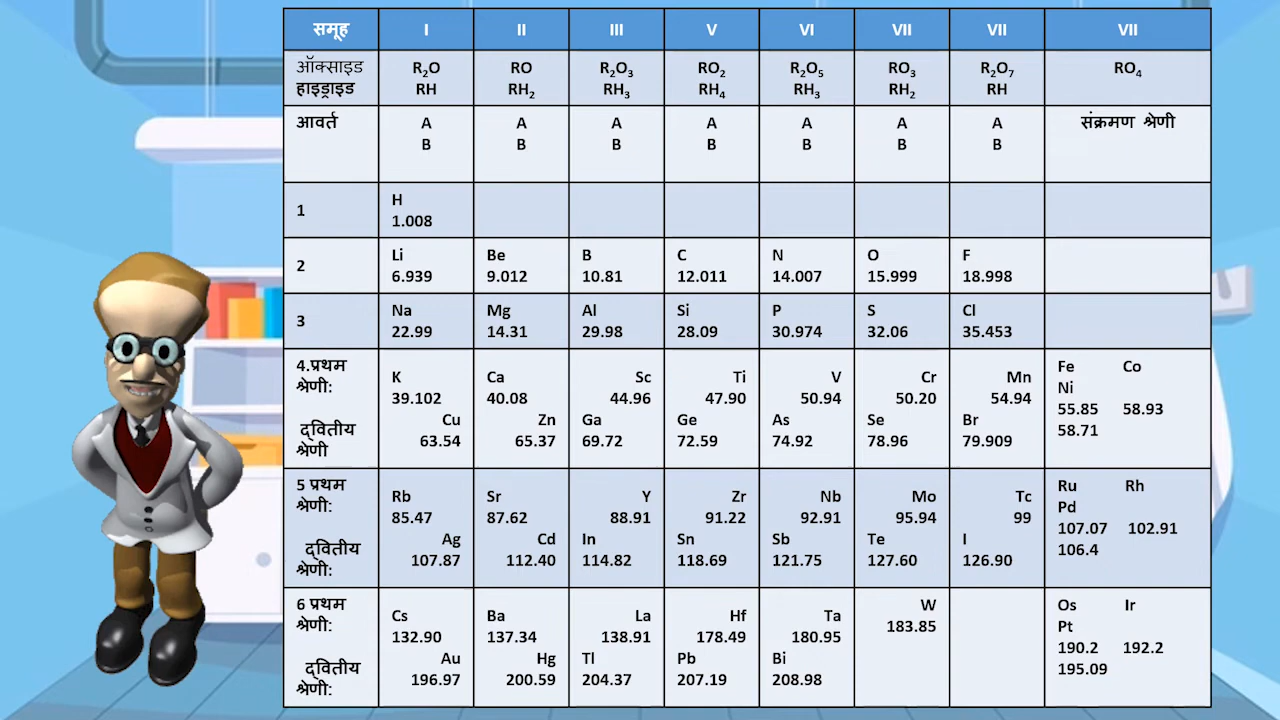 समूह I II III V VI VII VII VII
ऑक्साइड R₂O RO R₂O₃ RO₂ R₂O₅ RO₃ R₂O₇ RO₄
हाइड्राइड RH RH₂ RH₃ RH₄ RH₃ RH₂ RH
आवर्त A A A A A A A संक्रमण श्रेणी
B B B B B B B
1 H
1.008
2 Li Be B C N O F
6.939 9.012 10.81 12.011 14.007 15.999 18.998
3 Na Mg Al Si P S Cl
22.99 14.31 29.98 28.09 30.974 32.06 35.453
4.प्रथम Fe Co
श्रेणी: K Ca Sc Ti V Cr Mn Ni
39.102 40.08 44.96 47.90 50.94 50.20 54.94 55.85 58.93
द्वितीय Cu Zn Ga Ge As Se Br 58.71
श्रेणी 63.54 65.37 69.72 72.59 74.92 78.96 79.909
5 प्रथम Ru Rh
श्रेणी: Rb Sr Y Zr Nb Mo Tc Pd
85.47 87.62 88.91 91.22 92.91 95.94 99 107.07 102.91
द्वितीय Ag Cd In Sn Sb Te I 106.4
श्रेणी: 107.87 112.40 114.82 118.69 121.75 127.60 126.90
6 प्रथम W Os Ir
श्रेणी: Cs Ba La Hf Ta 183.85 Pt
132.90 137.34 138.91 178.49 180.95 190.2 192.2
द्वितीय Au Hg Tl Pb Bi 195.09
श्रेणी: 196.97 200.59 204.37 207.19 208.98